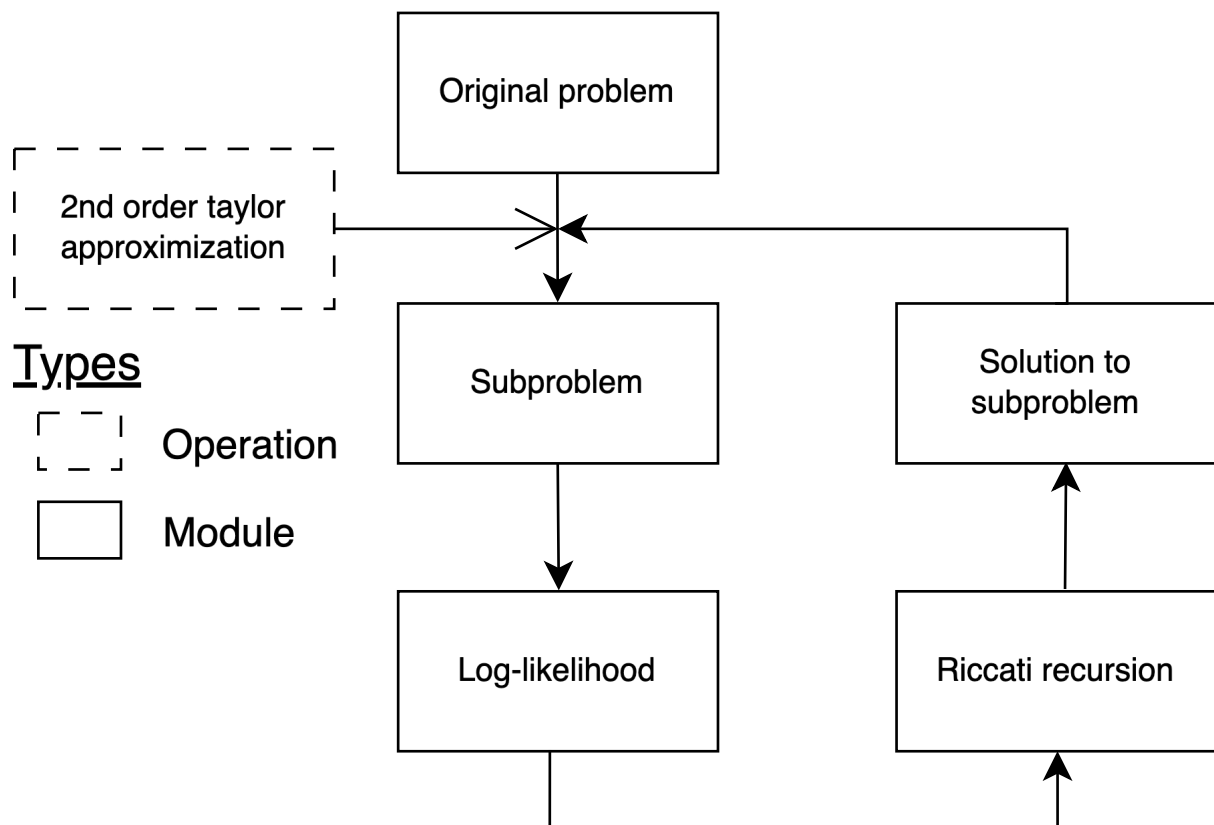 Original problem
2nd order taylor
approximization
Types
Operation
Module
Subproblem
Solution to
subproblem
Log-likelihood
Riccati recursion